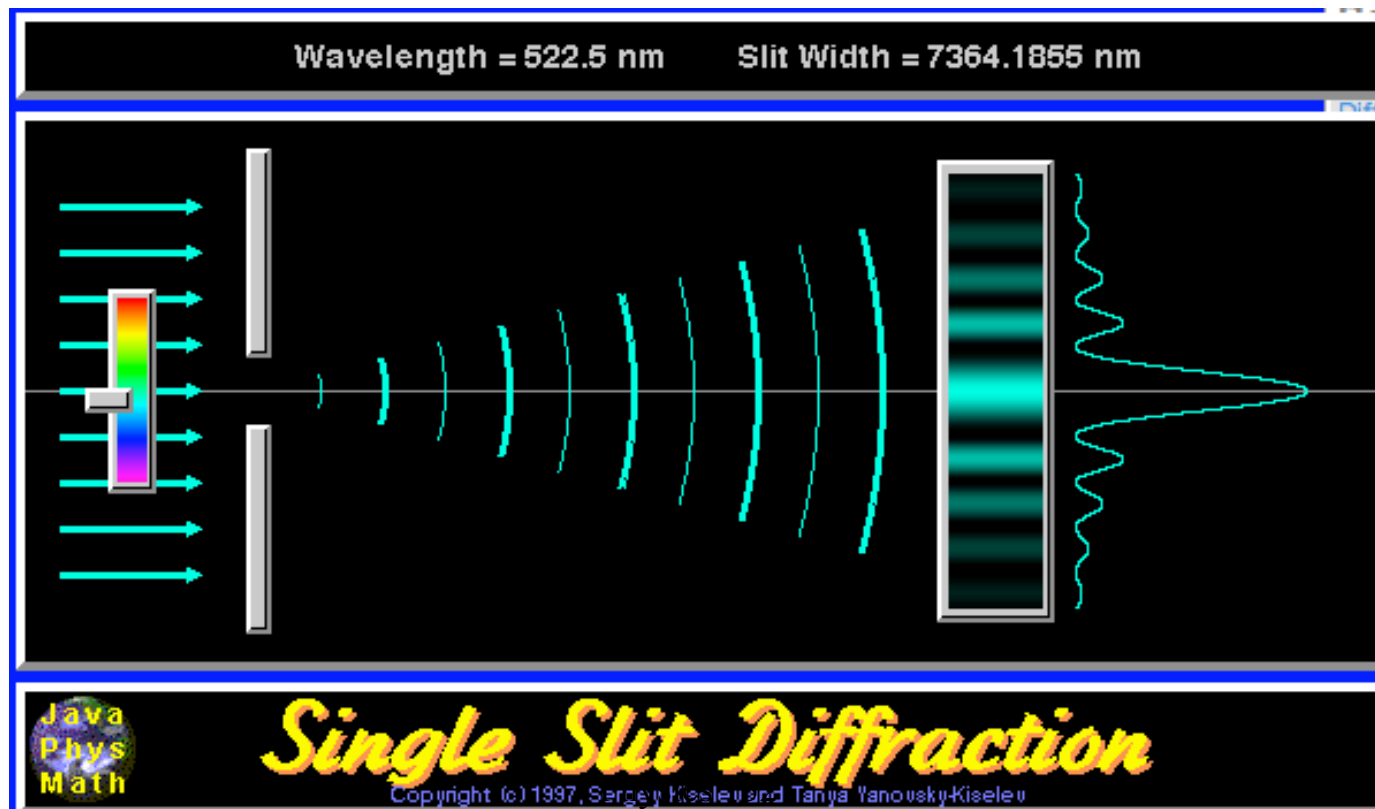 Wavelength = 522.5 nm Slit Width = 7364.1855 nm
Java
Phys
Math
Single Slit Diffraction
Copyright (c) 1997, Sergey Kiselev and Tanya Yanovsky-Kiselev